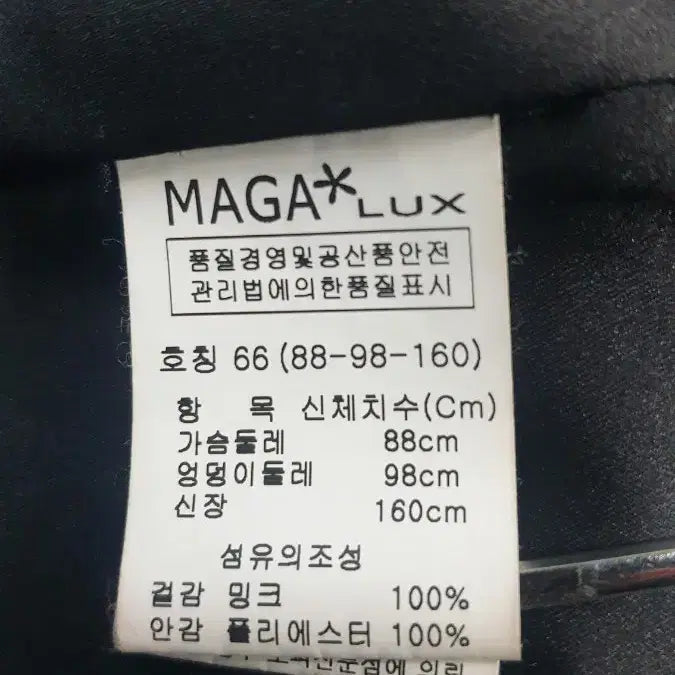 MAGA*LUX
품질경영및공산품안전
관리법에의한품질표시
호칭 66 (88-98-160)
항 목 신체치수(Cm)
가슴둘레 88cm
엉덩이둘레 98cm
신장 160cm
섬유의조성
겉감 밍크 100%
안감 폴리에스터 100%